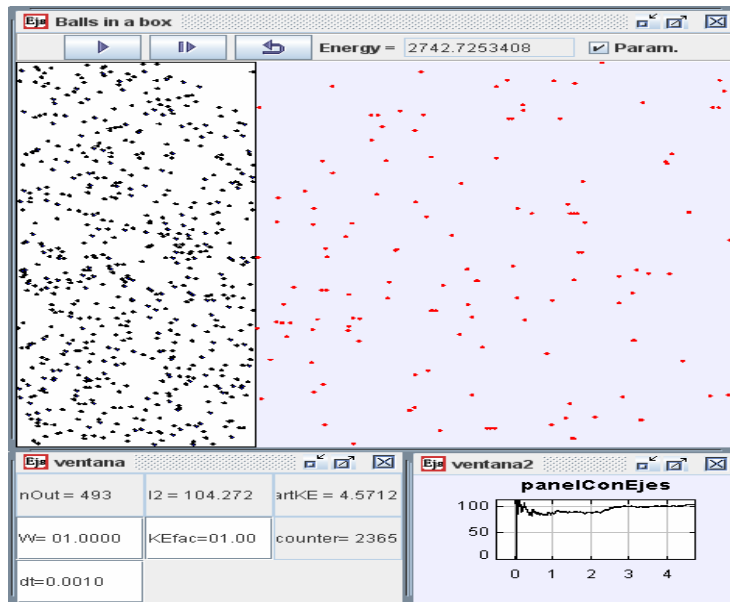 Ejs Balls in a box
Energy = 2742.7253408 Param.
Ejs ventana
nOut = 493 l2 = 104.272 artKE = 4.5712
W= 01.0000 KEfac=01.00 counter= 2365
dt=0.0010
Ejs ventana2
panelConEjes
100
50
0
0 1 2 3 4